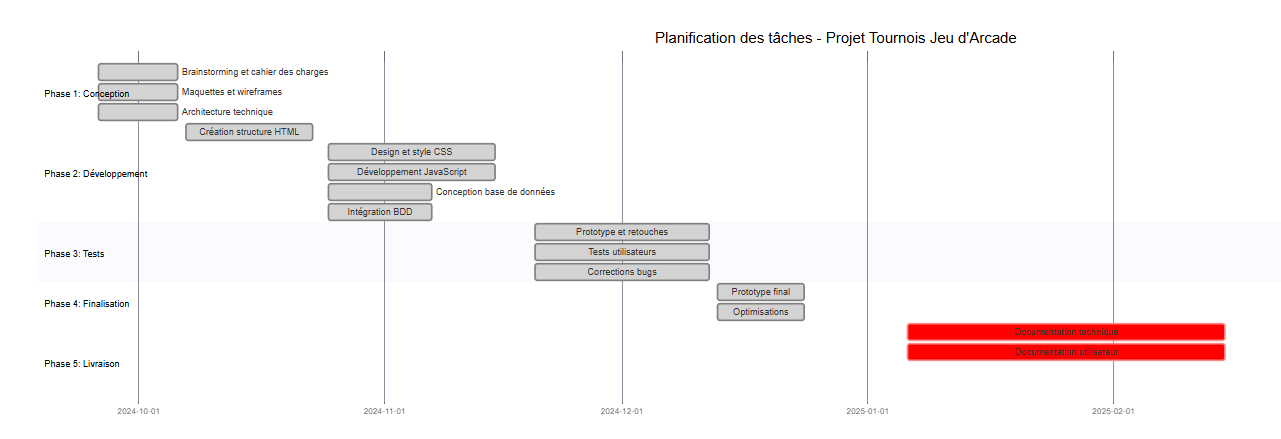 Planification des tâches - Projet Tournois Jeu d'Arcade
Brainstorming et cahier des charges
Phase 1: Conception
Maquettes et wireframes
Architecture technique
Création structure HTML
Design et style CSS
Phase 2: Développement
Développement JavaScript
Conception base de données
Intégration BDD
Prototype et retouches
Phase 3: Tests
Tests utilisateurs
Corrections bugs
Prototype final
Phase 4: Finalisation
Optimisations
Documentation technique
Documentation utilisateur
Phase 5: Livraison
2024-10-01
2024-11-01
2024-12-01
2025-01-01
2025-02-01